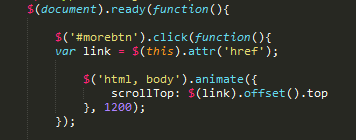 $(document).ready(function(){
$('#morebtn').click(function(){
var link = $(this).attr('href');
$('html, body').animate({
scrollTop: $(link).offset().top
}, 1200);
});